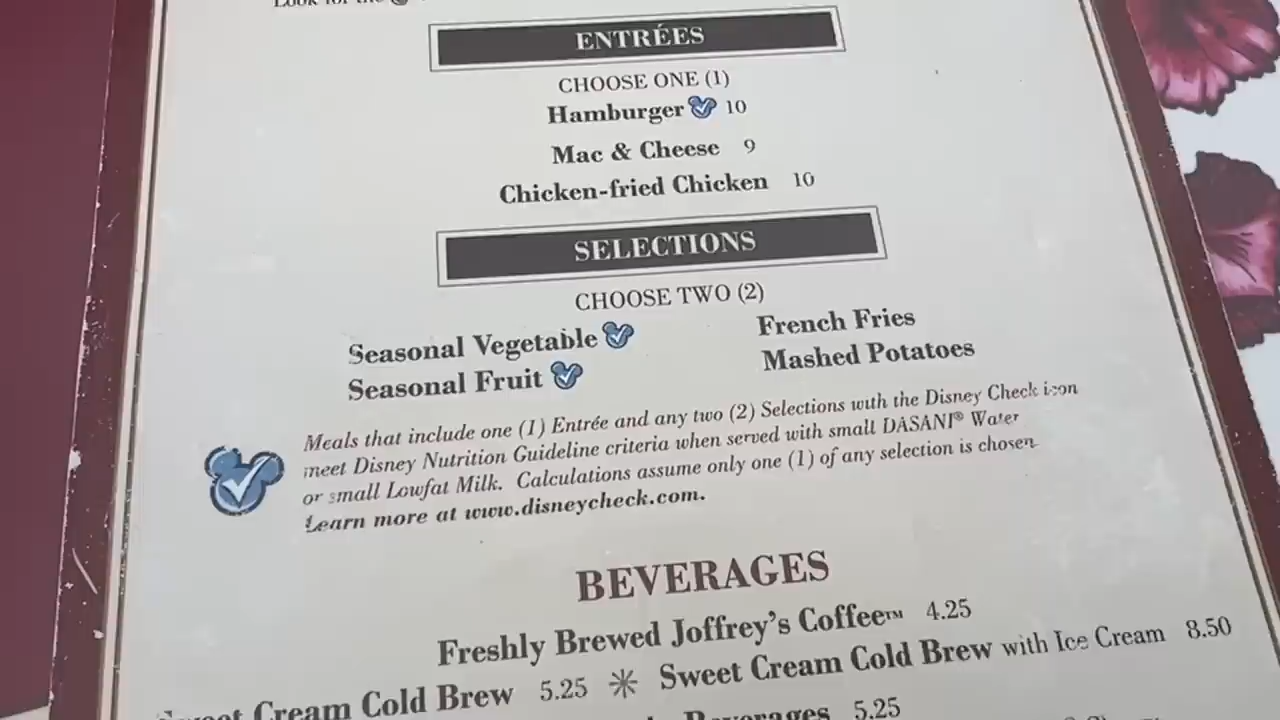 Look for the
ENTRÉES
CHOOSE ONE (1)
Hamburger 10
Mac & Cheese 9
Chicken-fried Chicken 10
SELECTIONS
CHOOSE TWO (2)
Seasonal Vegetable French Fries
Seasonal Fruit Mashed Potatoes
Meals that include one (1) Entrée and any two (2) Selections with the Disney Check icon
meet Disney Nutrition Guideline criteria when served with small DASANI® Water
or small Lowfat Milk. Calculations assume only one (1) of any selection is chosen.
Learn more at www.disneycheck.com.
BEVERAGES
Freshly Brewed Joffrey's Coffee™ 4.25
Sweet Cream Cold Brew 5.25 * Sweet Cream Cold Brew with Ice Cream 8.50
Beverages 5.25